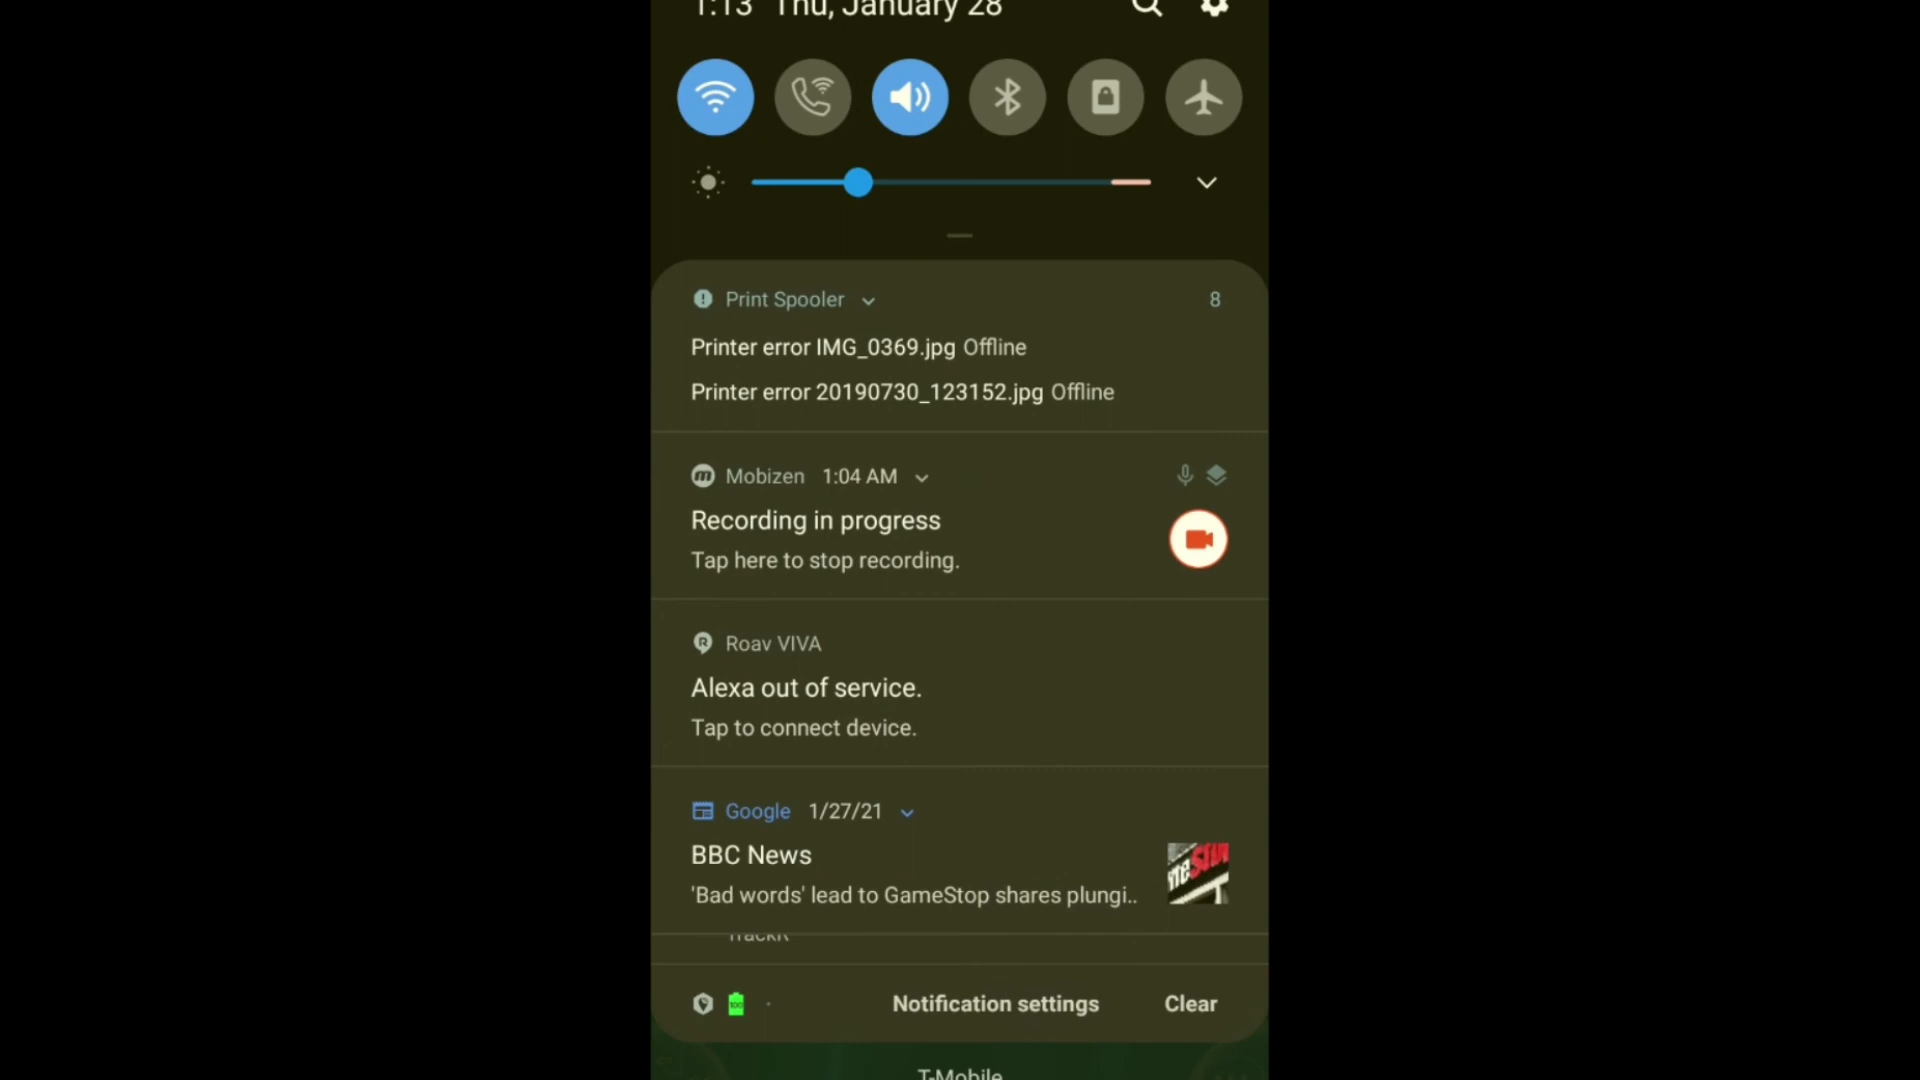 1:13 Thu, January 28
Print Spooler 8
Printer error IMG_0369.jpg Offline
Printer error 20190730_123152.jpg Offline
Mobizen 1:04 AM
Recording in progress
Tap here to stop recording.
Roav VIVA
Alexa out of service.
Tap to connect device.
Google 1/27/21
BBC News
'Bad words' lead to GameStop shares plungi..
TrackR
100
Notification settings Clear
T-Mobile